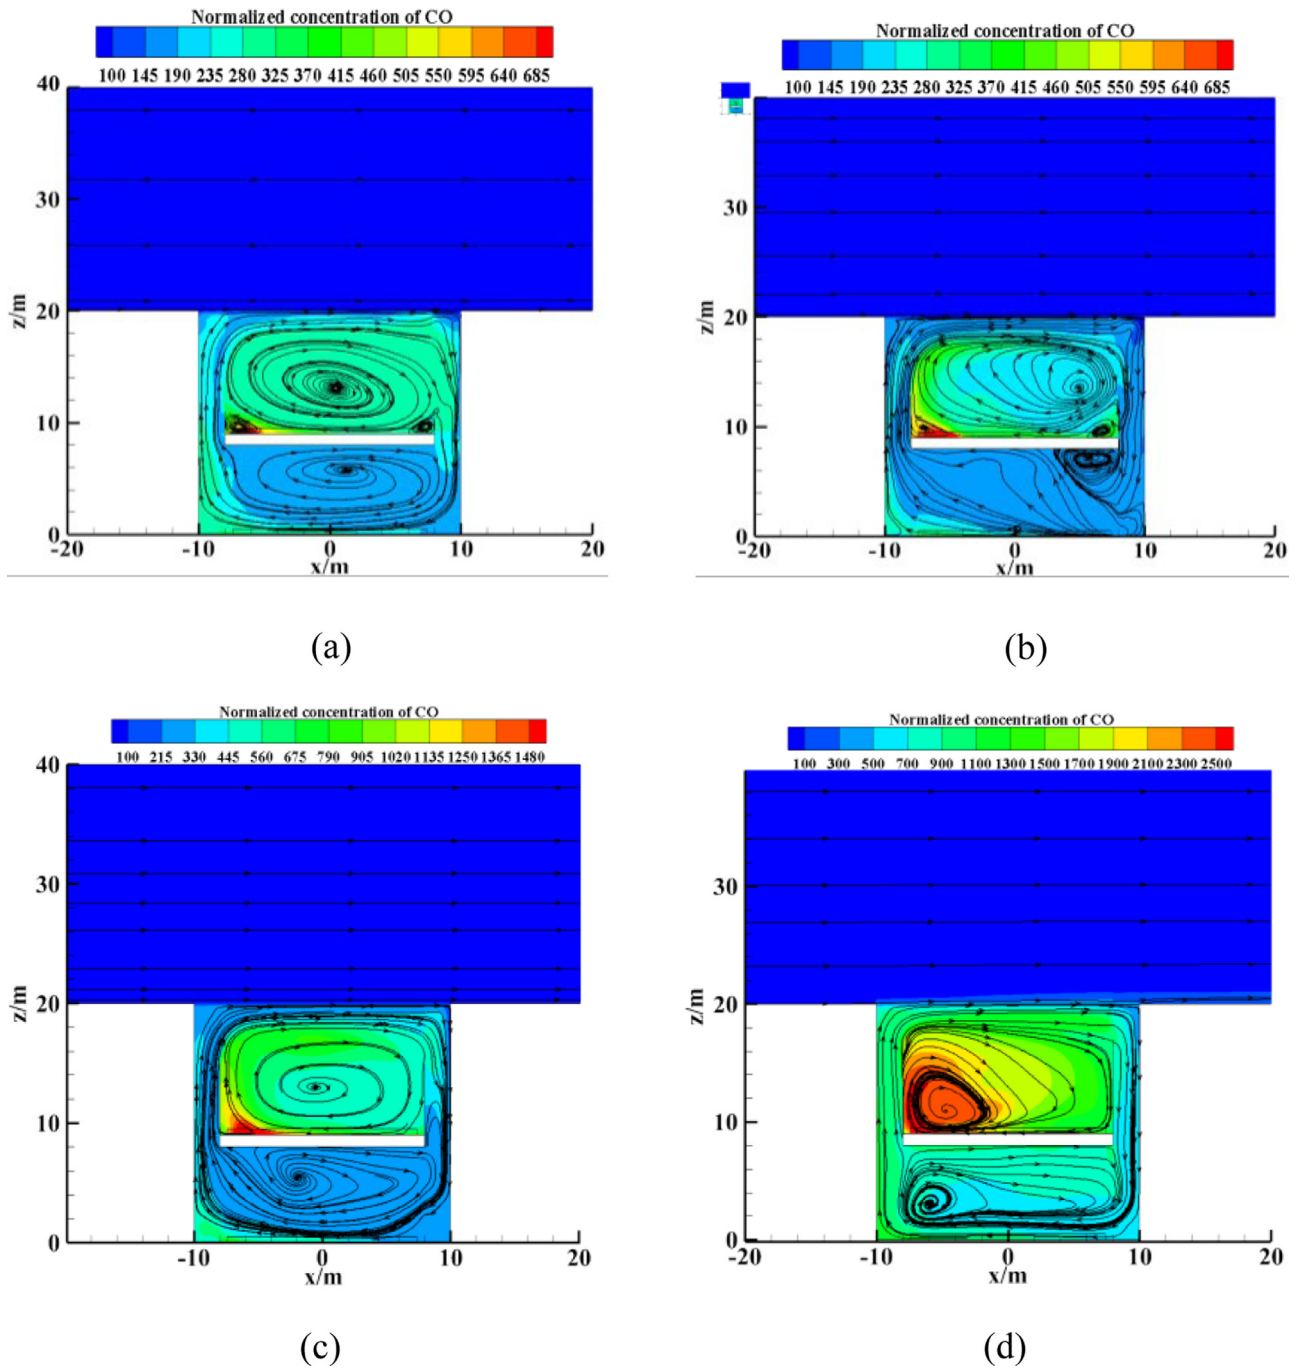 Normalized concentration of CO
100 145 190 235 280 325 370 415 460 505 550 595 640 685
40
30
20
10
0
z/m
-20 -10 0 10 20
x/m
(a)
Normalized concentration of CO
100 145 190 235 280 325 370 415 460 505 550 595 640 685
30
20
10
0
z/m
-20 -10 0 10 20
x/m
(b)
Normalized concentration of CO
100 215 330 445 560 675 790 905 1020 1135 1250 1365 1480
40
30
20
10
0
z/m
-10 0 10 20
x/m
(c)
Normalized concentration of CO
100 300 500 700 900 1100 1300 1500 1700 1900 2100 2300 2500
30
20
10
0
z/m
-20 -10 0 10 20
x/m
(d)